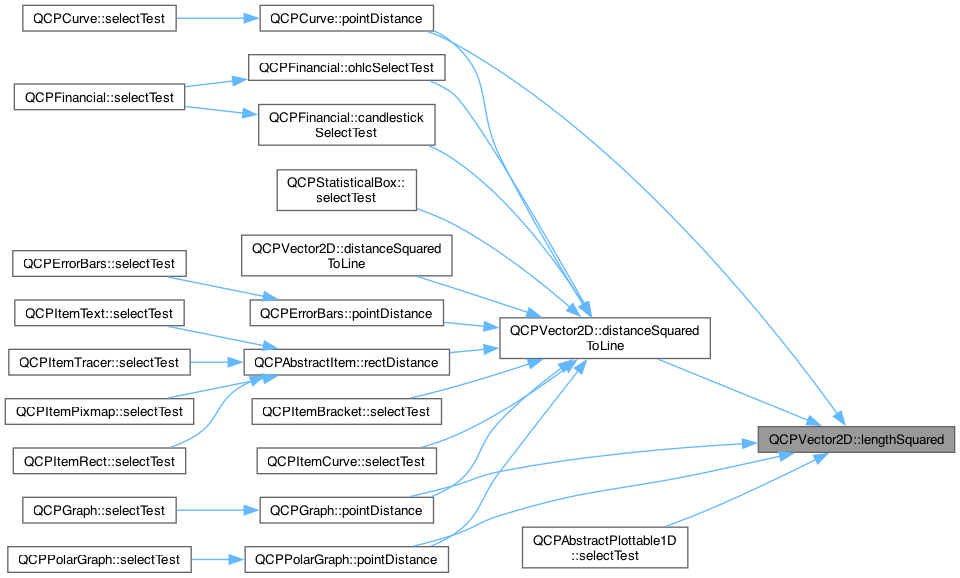 QCPCurve::selectTest
QCPCurve::pointDistance
QCPFinancial::ohlcSelectTest
QCPFinancial::selectTest
QCPFinancial::candlestick
SelectTest
QCPStatisticalBox::
selectTest
QCPVector2D::distanceSquared
ToLine
QCPErrorBars::selectTest
QCPItemText::selectTest
QCPErrorBars::pointDistance
QCPVector2D::distanceSquared
ToLine
QCPItemTracer::selectTest
QCPAbstractItem::rectDistance
QCPItemPixmap::selectTest
QCPItemBracket::selectTest
QCPVector2D::lengthSquared
QCPItemRect::selectTest
QCPItemCurve::selectTest
QCPGraph::selectTest
QCPGraph::pointDistance
QCPAbstractPlottable1D
::selectTest
QCPPolarGraph::selectTest
QCPPolarGraph::pointDistance